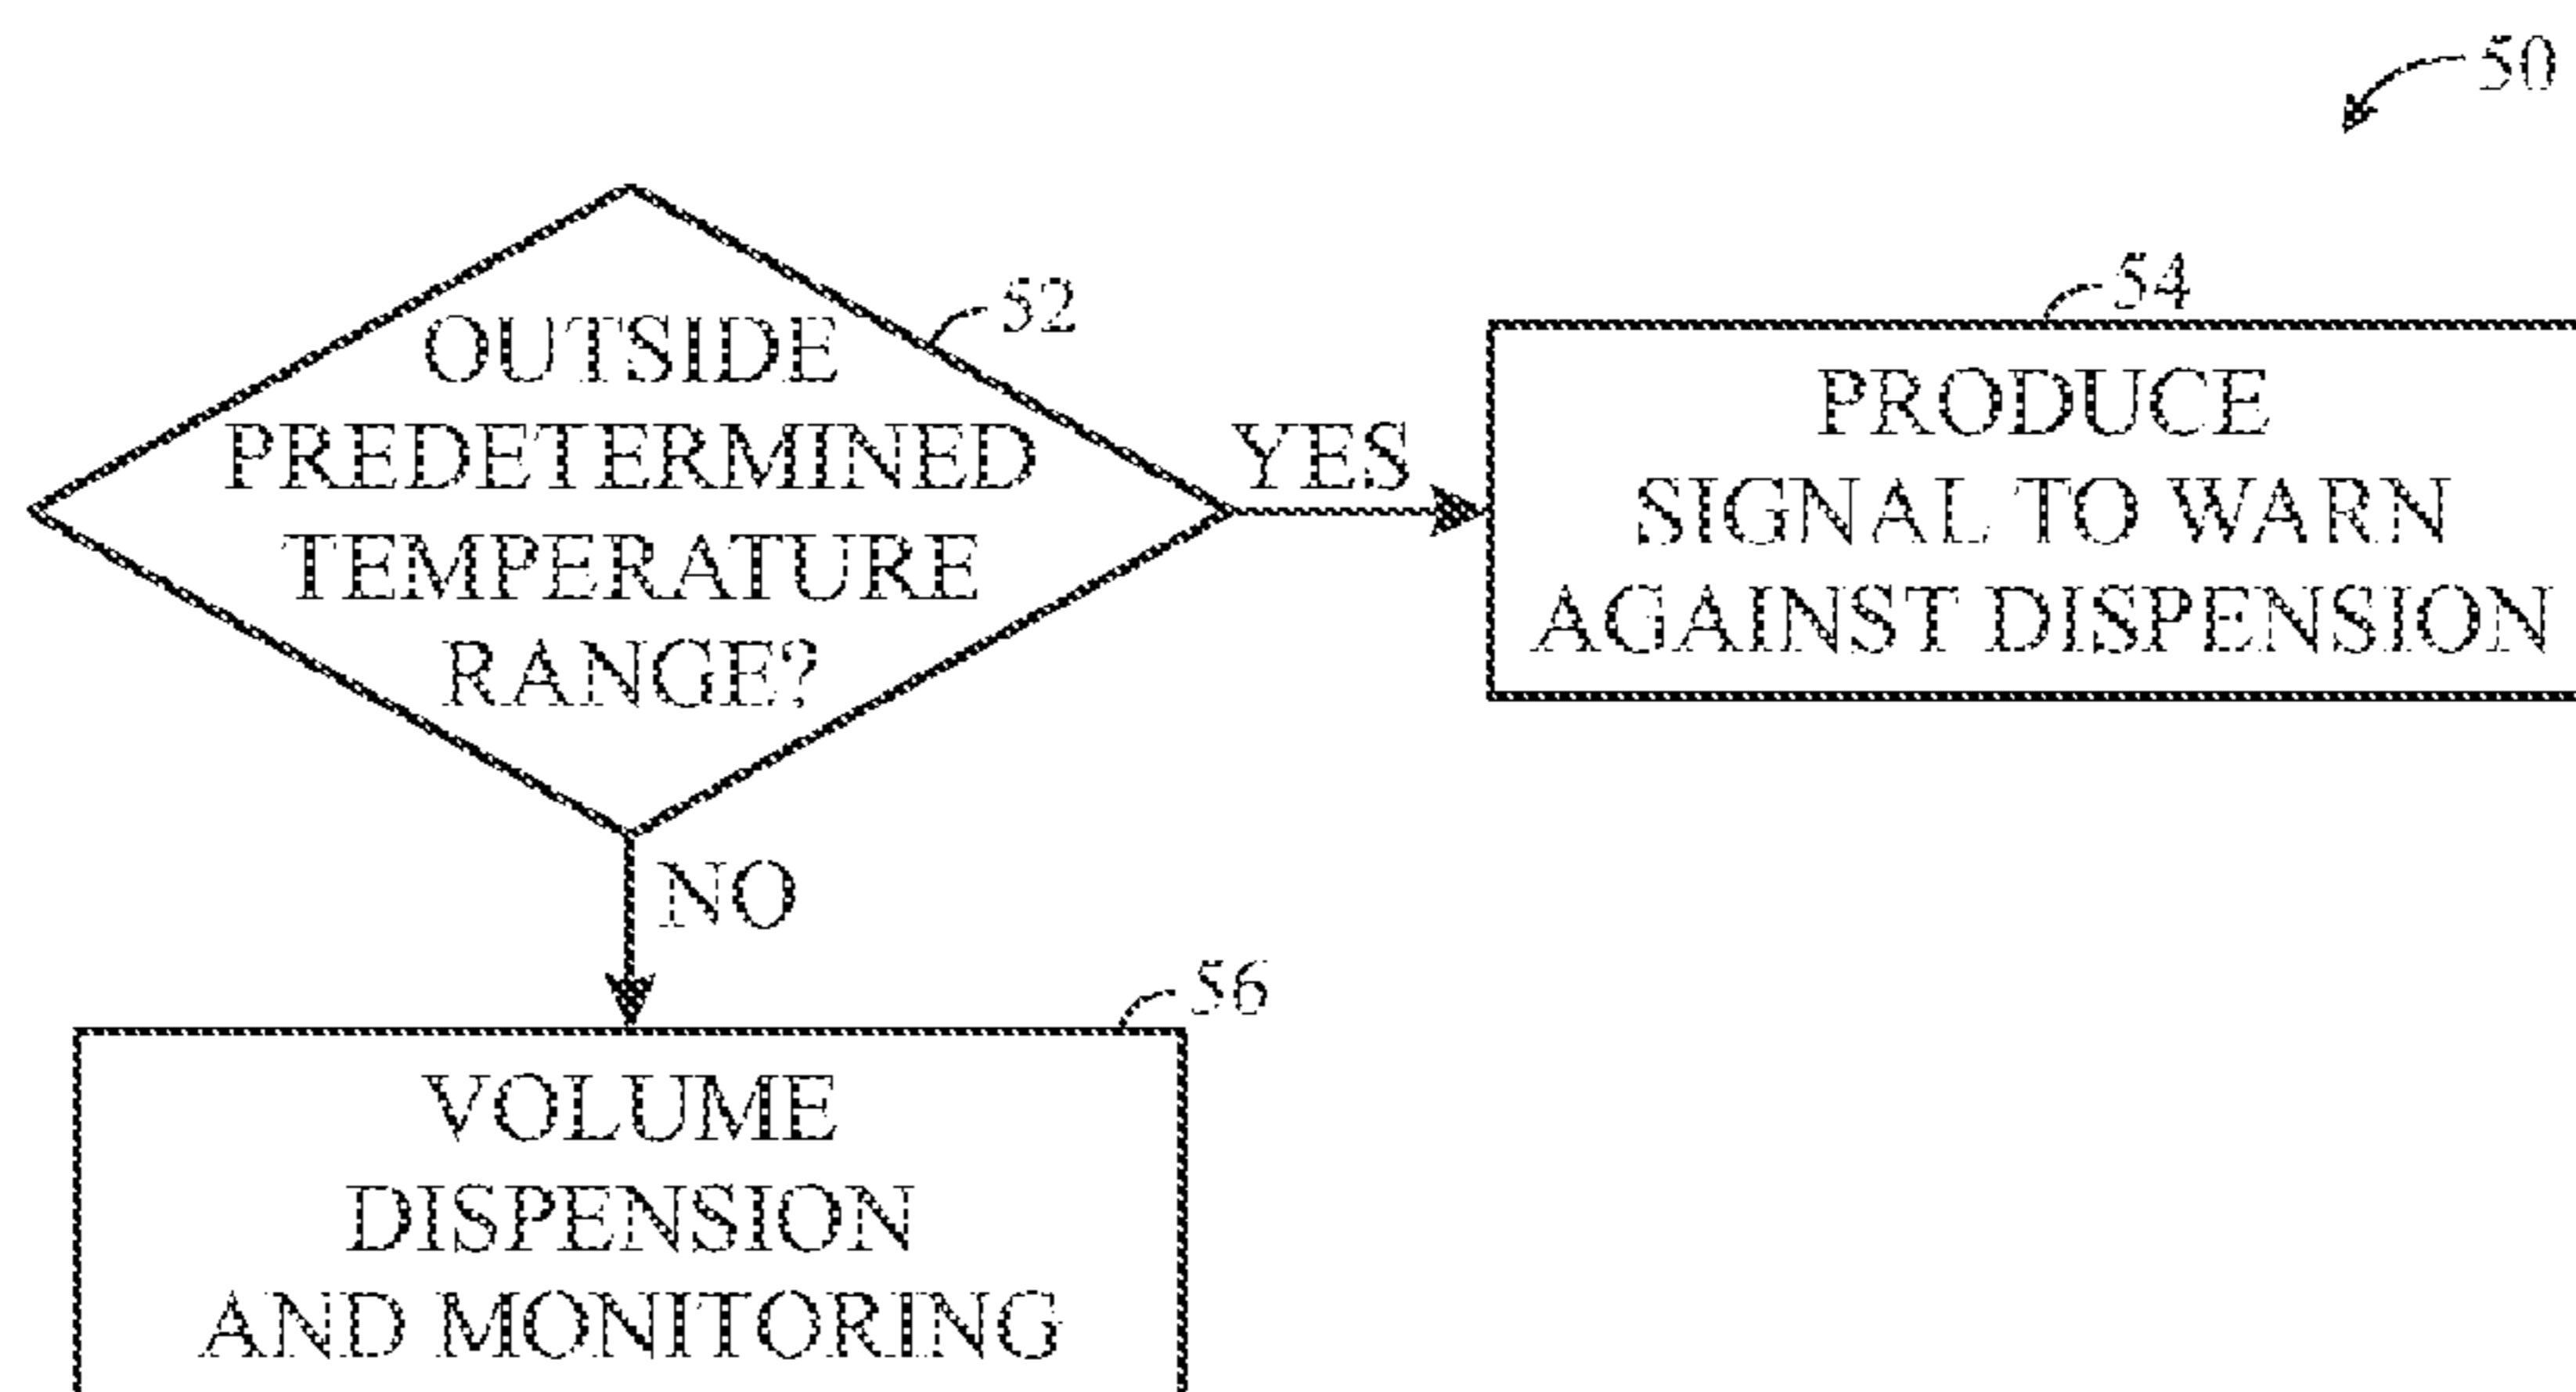 50
52
OUTSIDE
PREDETERMINED
TEMPERATURE
RANGE?
YES
54
PRODUCE
SIGNAL TO WARN
AGAINST DISPENSION
NO
56
VOLUME
DISPENSION
AND MONITORING